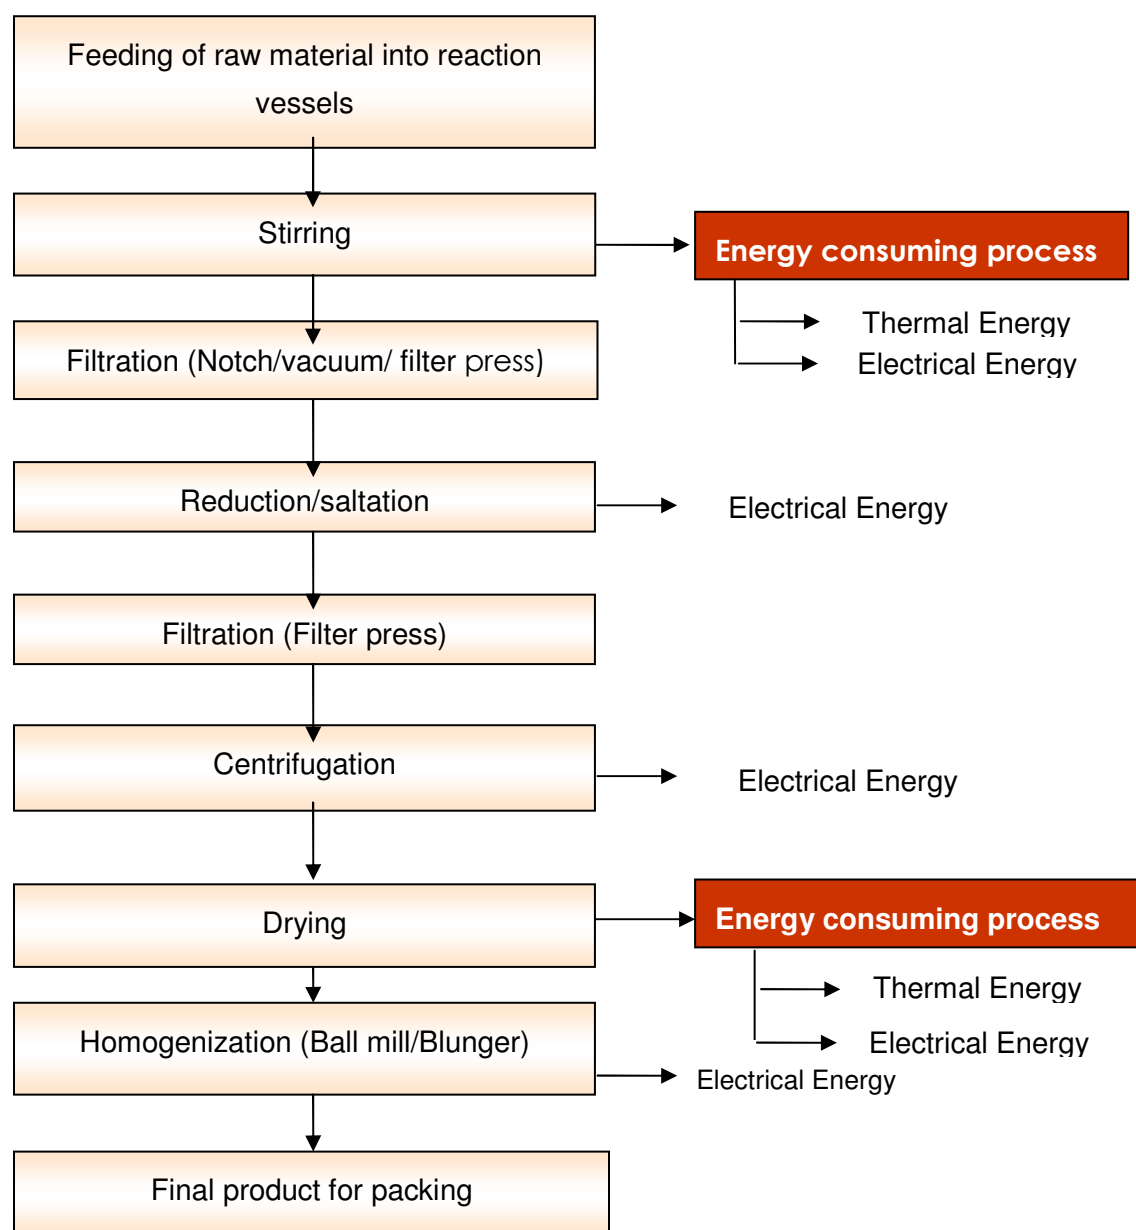 Feeding of raw material into reaction
vessels
Stirring
Energy consuming process
Thermal Energy
Filtration (Notch/vacuum/ filter press)
Electrical Energy
Reduction/saltation
Electrical Energy
Filtration (Filter press)
Centrifugation
Electrical Energy
Drying
Energy consuming process
Thermal Energy
Homogenization (Ball mill/Blunger)
Electrical Energy
Electrical Energy
Final product for packing